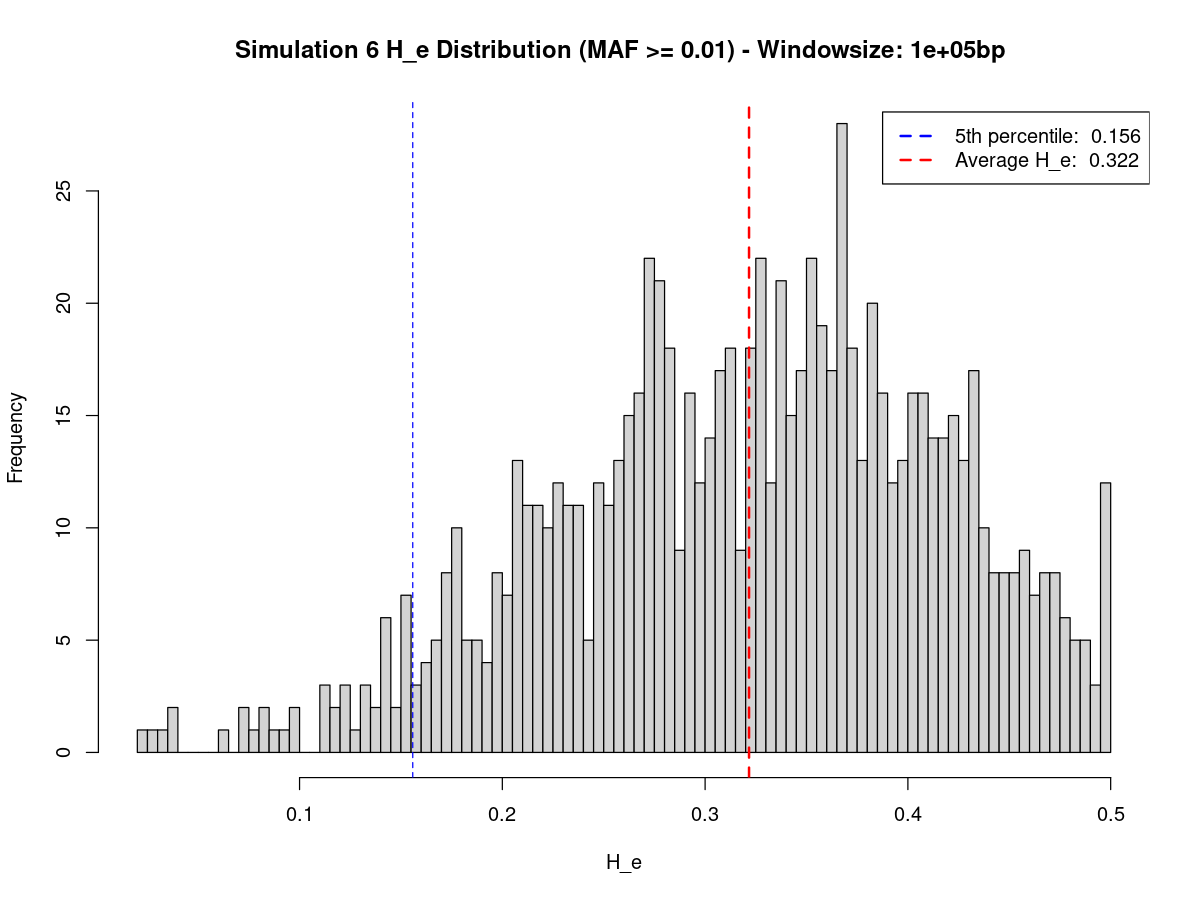 Simulation 6 H_e Distribution (MAF >= 0.01) - Windowsize: 1e+05bp
5th percentile:  0.156
Average H_e:  0.322
Frequency
25
20
15
10
5
0
0.1
0.2
0.3
0.4
0.5
H_e